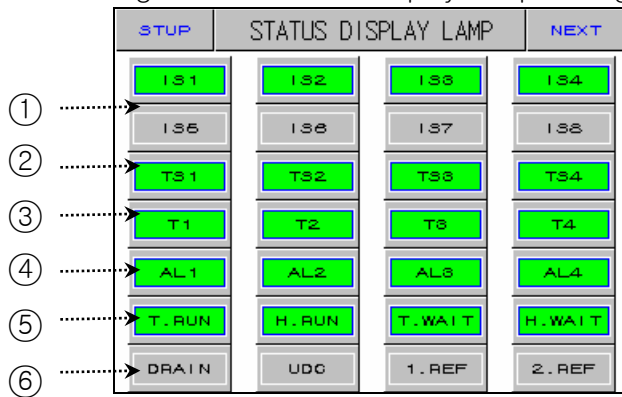 STUP STATUS DISPLAY LAMP NEXT
IS1 IS2 IS3 IS4
①
IS5 IS6 IS7 IS8
② TS1 TS2 TS3 TS4
③ T1 T2 T3 T4
④ AL1 AL2 AL3 AL4
⑤ T.RUN H.RUN T.WAIT H.WAIT
⑥ DRAIN UDC 1.REF 2.REF